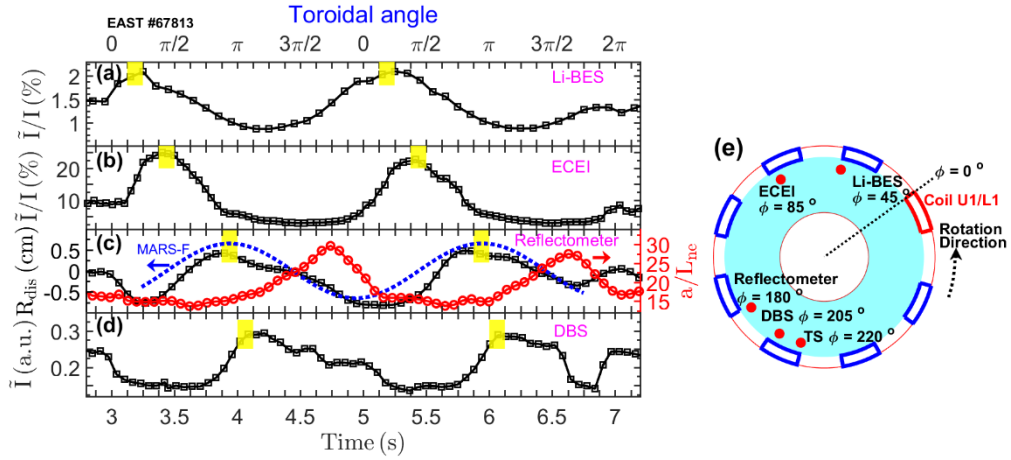 Toroidal angle
EAST #67813
0 π/2 π 3π/2 0 π/2 π 3π/2 2π
(a) Li-BES
Ĩ/I (%)
2
1.5
1
(b) ECEI
Ĩ/I (%)
20
10
(c) MARS-F Reflectometer
R_dis (cm)
0.5
0
-0.5
a/L_ne
30
25
20
15
(d) DBS
Ĩ (a.u.)
0.3
0.2
3 3.5 4 4.5 5 5.5 6 6.5 7
Time (s)
(e)
ϕ = 0 °
Coil U1/L1
Rotation
Direction
ECEI
ϕ = 85 °
Li-BES
ϕ = 45 °
Reflectometer
ϕ = 180 °
DBS ϕ = 205 °
TS ϕ = 220 °